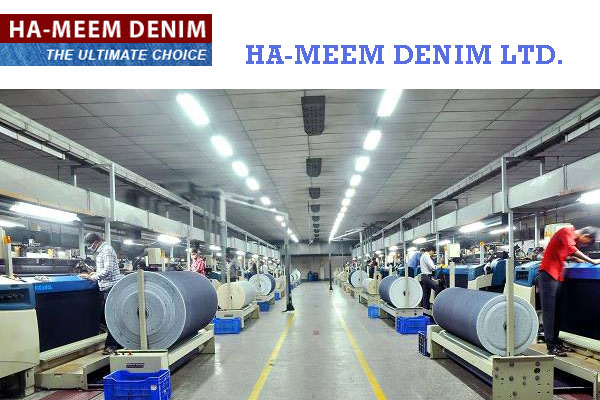 HA-MEEM DENIM
THE ULTIMATE CHOICE
HA-MEEM DENIM LTD.